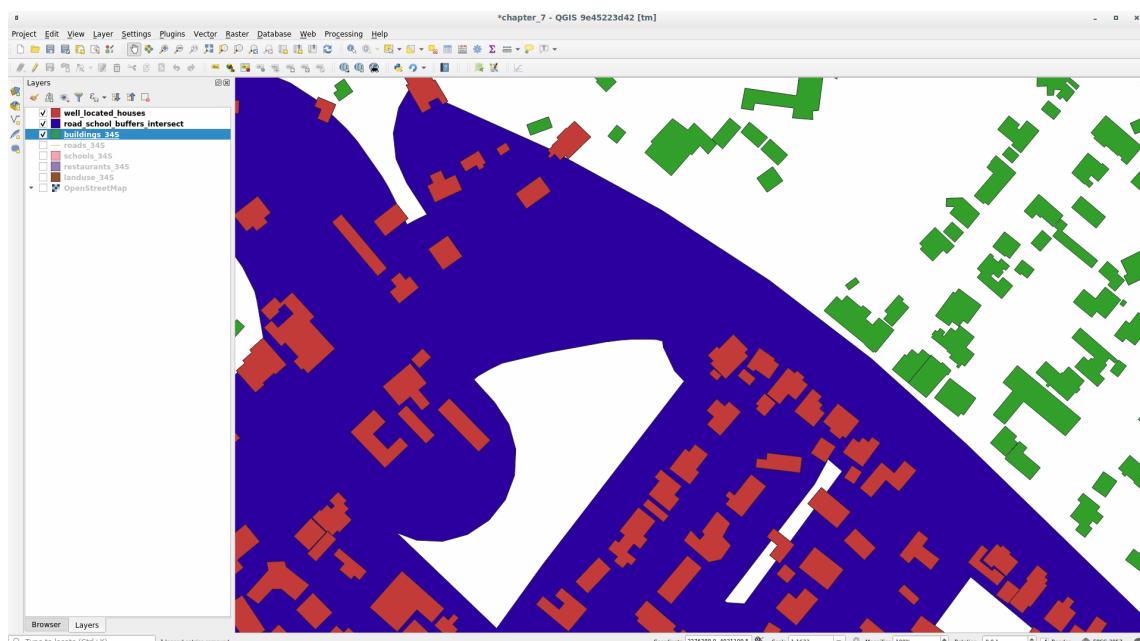 *chapter_7 - QGIS 9e45223d42 [tm]
Project Edit View Layer Settings Plugins Vector Raster Database Web Processing Help
Layers
well_located_houses
road_school_buffers_intersect
buildings_34S
roads_34S
schools_34S
restaurants_34S
landuse_34S
OpenStreetMap
Browser Layers